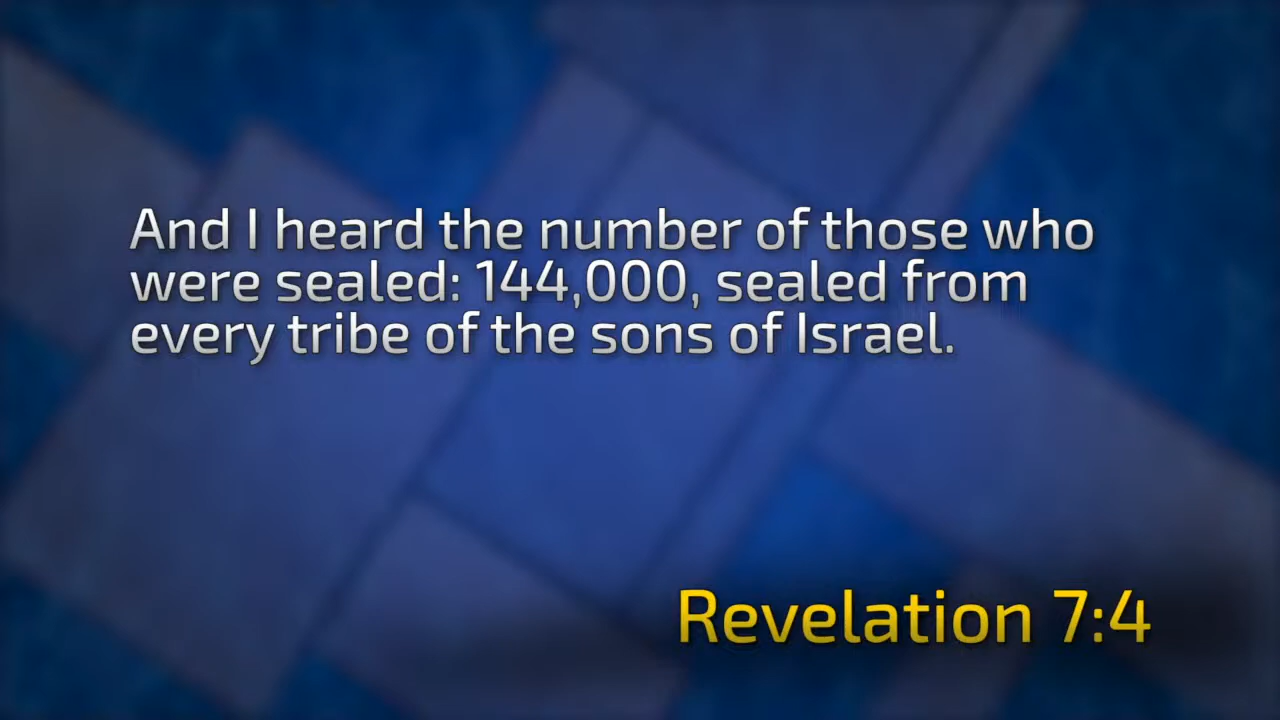 And I heard the number of those who
were sealed: 144,000, sealed from
every tribe of the sons of Israel.
Revelation 7:4